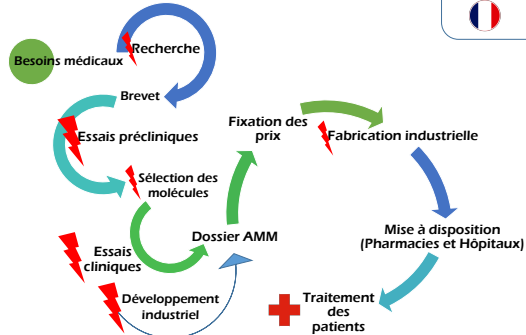 Besoins médicaux
Recherche
Brevet
Essais précliniques
Sélection des
molécules
Essais
cliniques
Développement
industriel
Dossier AMM
Fixation des
prix
Fabrication industrielle
Mise à disposition
(Pharmacies et Hôpitaux)
Traitement
des
patients